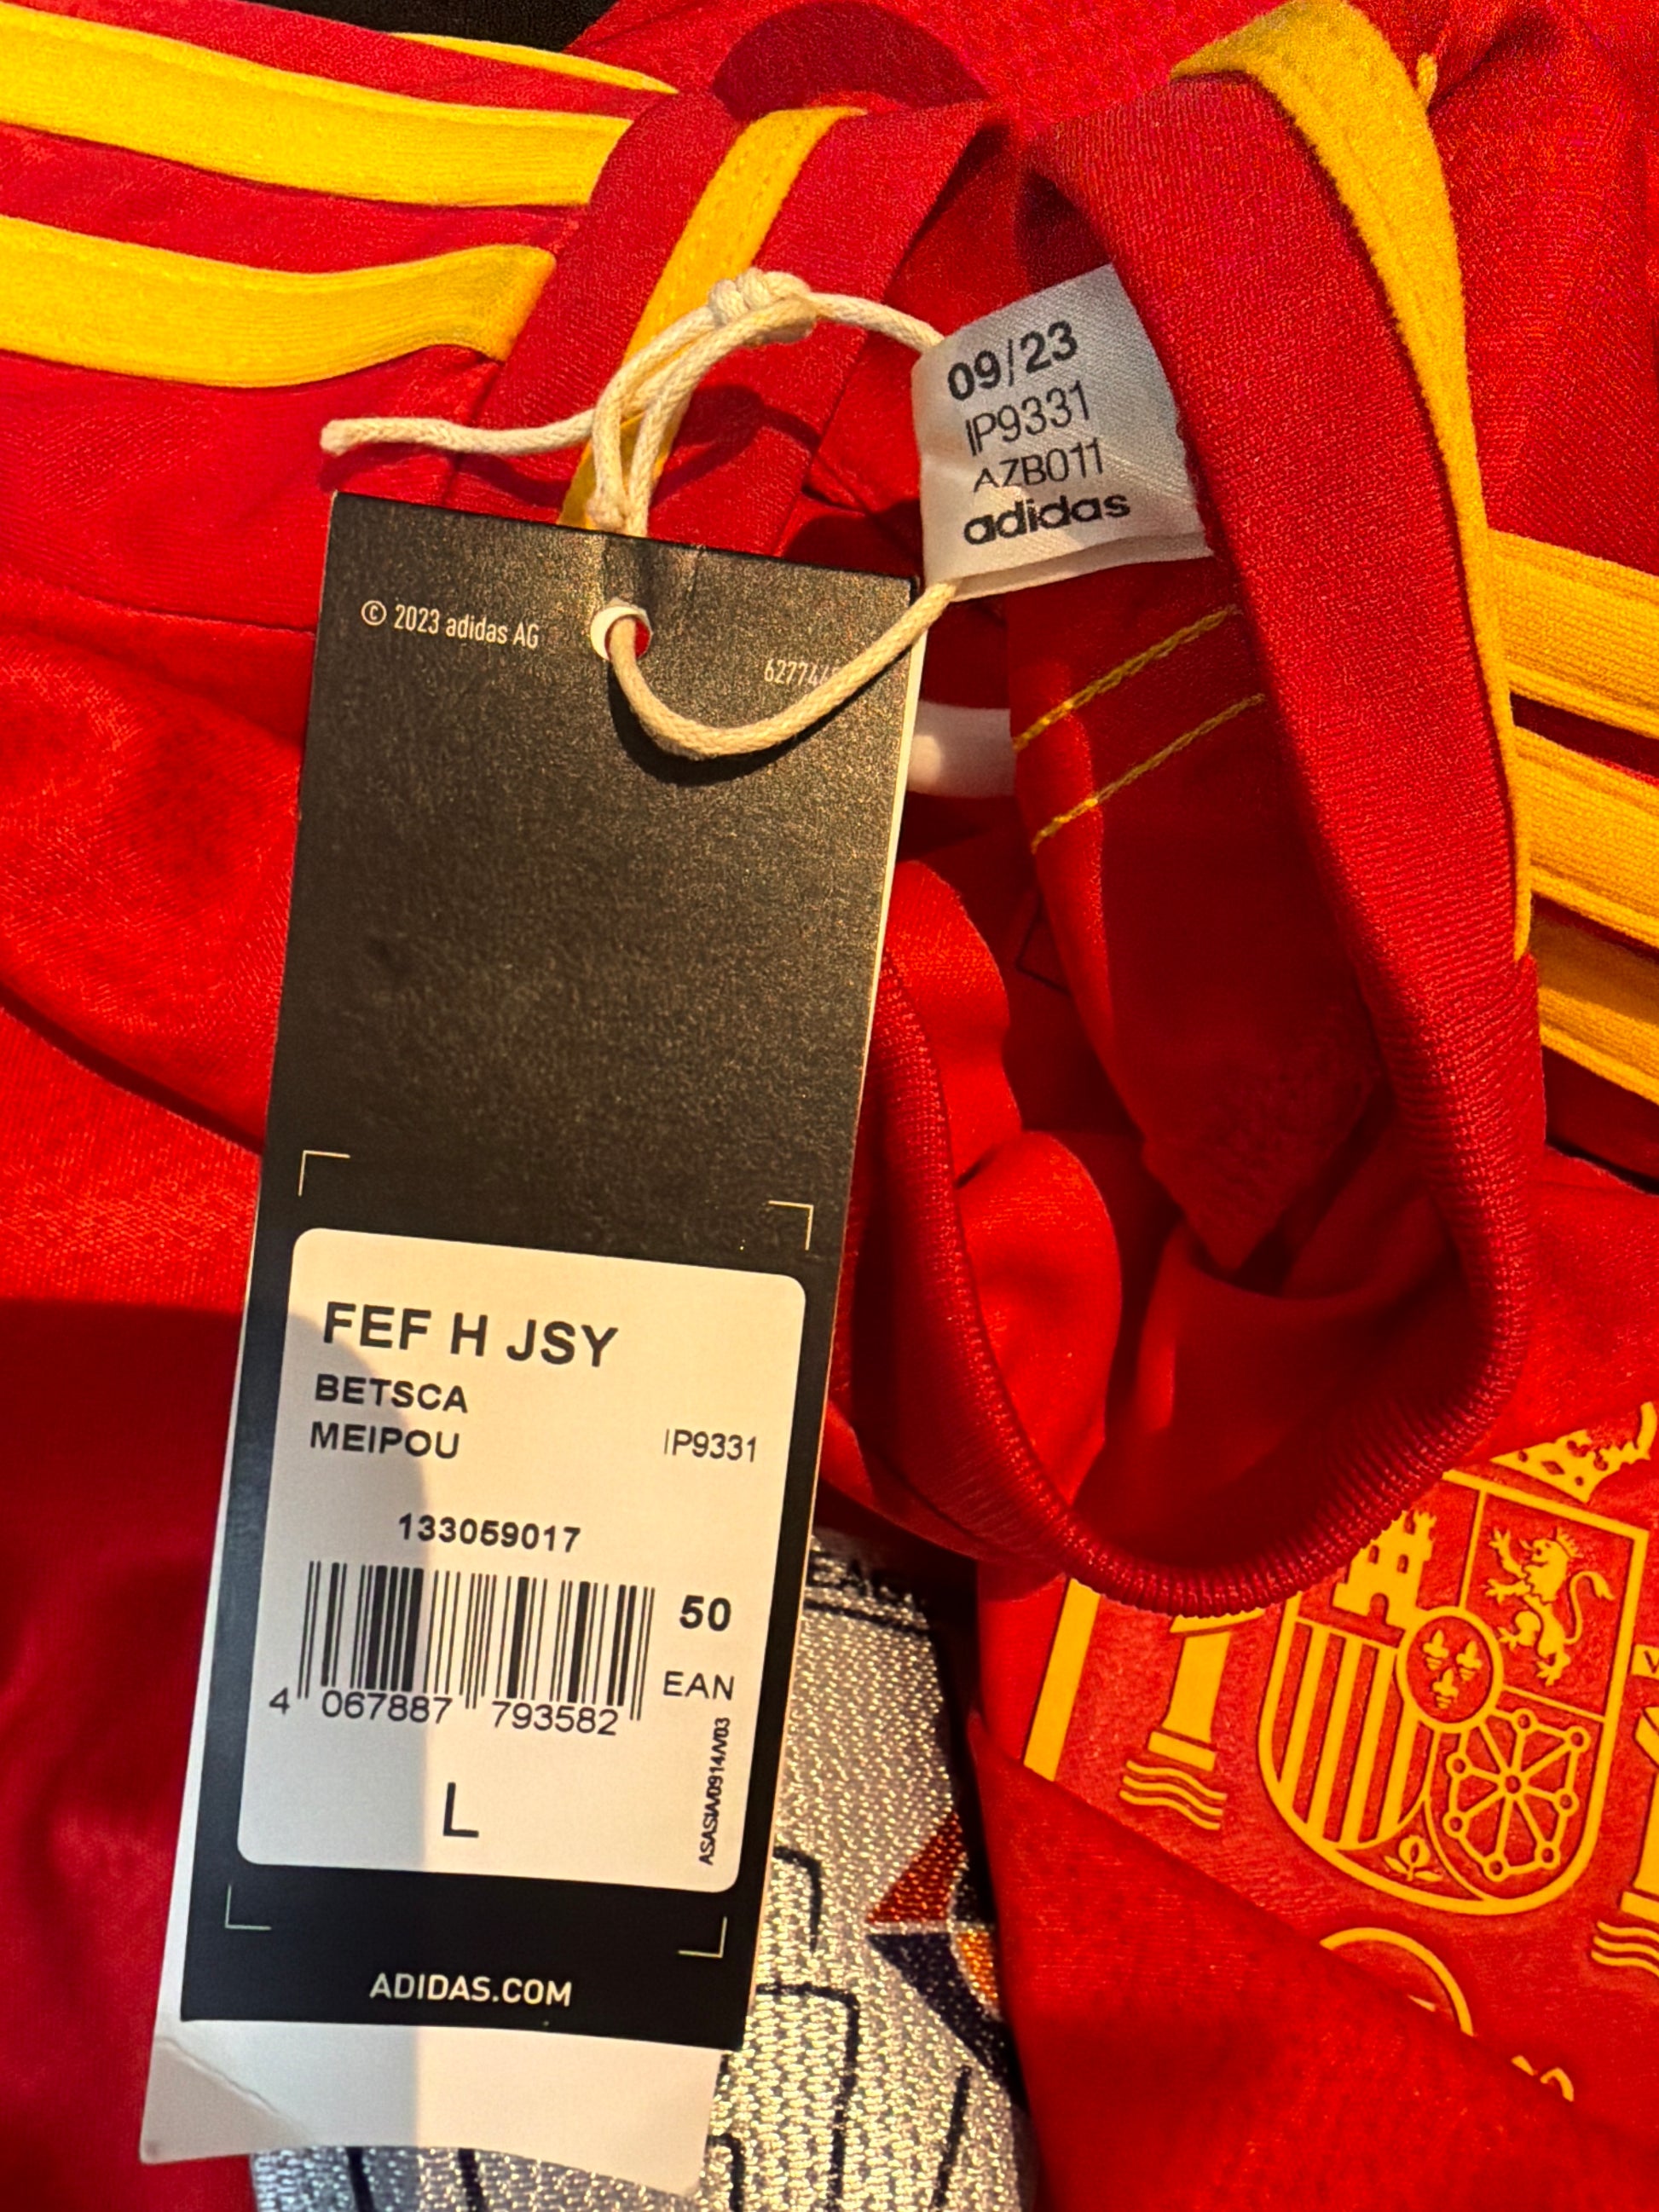 09/23
IP9331
AZB011
adidas
© 2023 adidas AG
FEF H JSY
BETSCA
MEIPOU
IP9331
133059017
50
EAN
4 067887 793582
ASASIA/0914/V03
L
ADIDAS.COM